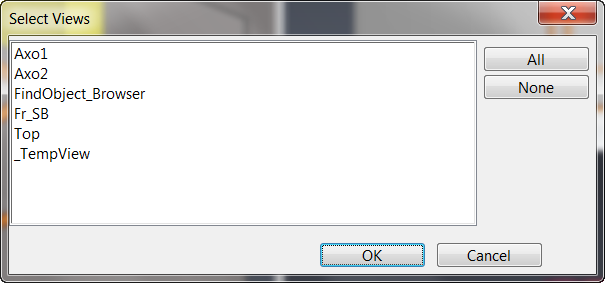 Select Views
Axo1
Axo2
FindObject_Browser
Fr_SB
Top
_TempView
All
None
OK
Cancel